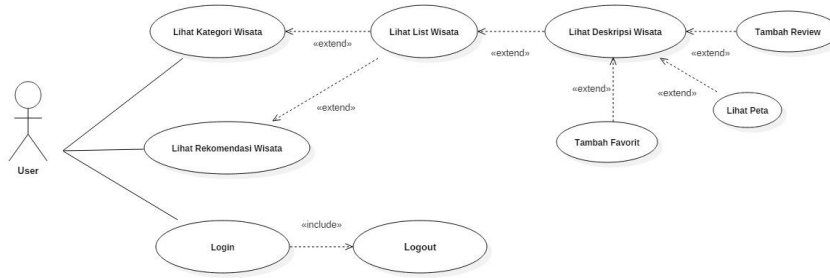 Lihat Kategori Wisata
«extend»
Lihat List Wisata
«extend»
Lihat Deskripsi Wisata
«extend»
Tambah Review
«extend»
«extend»
«extend»
Lihat Peta
User
Lihat Rekomendasi Wisata
Tambah Favorit
Login
«include»
Logout